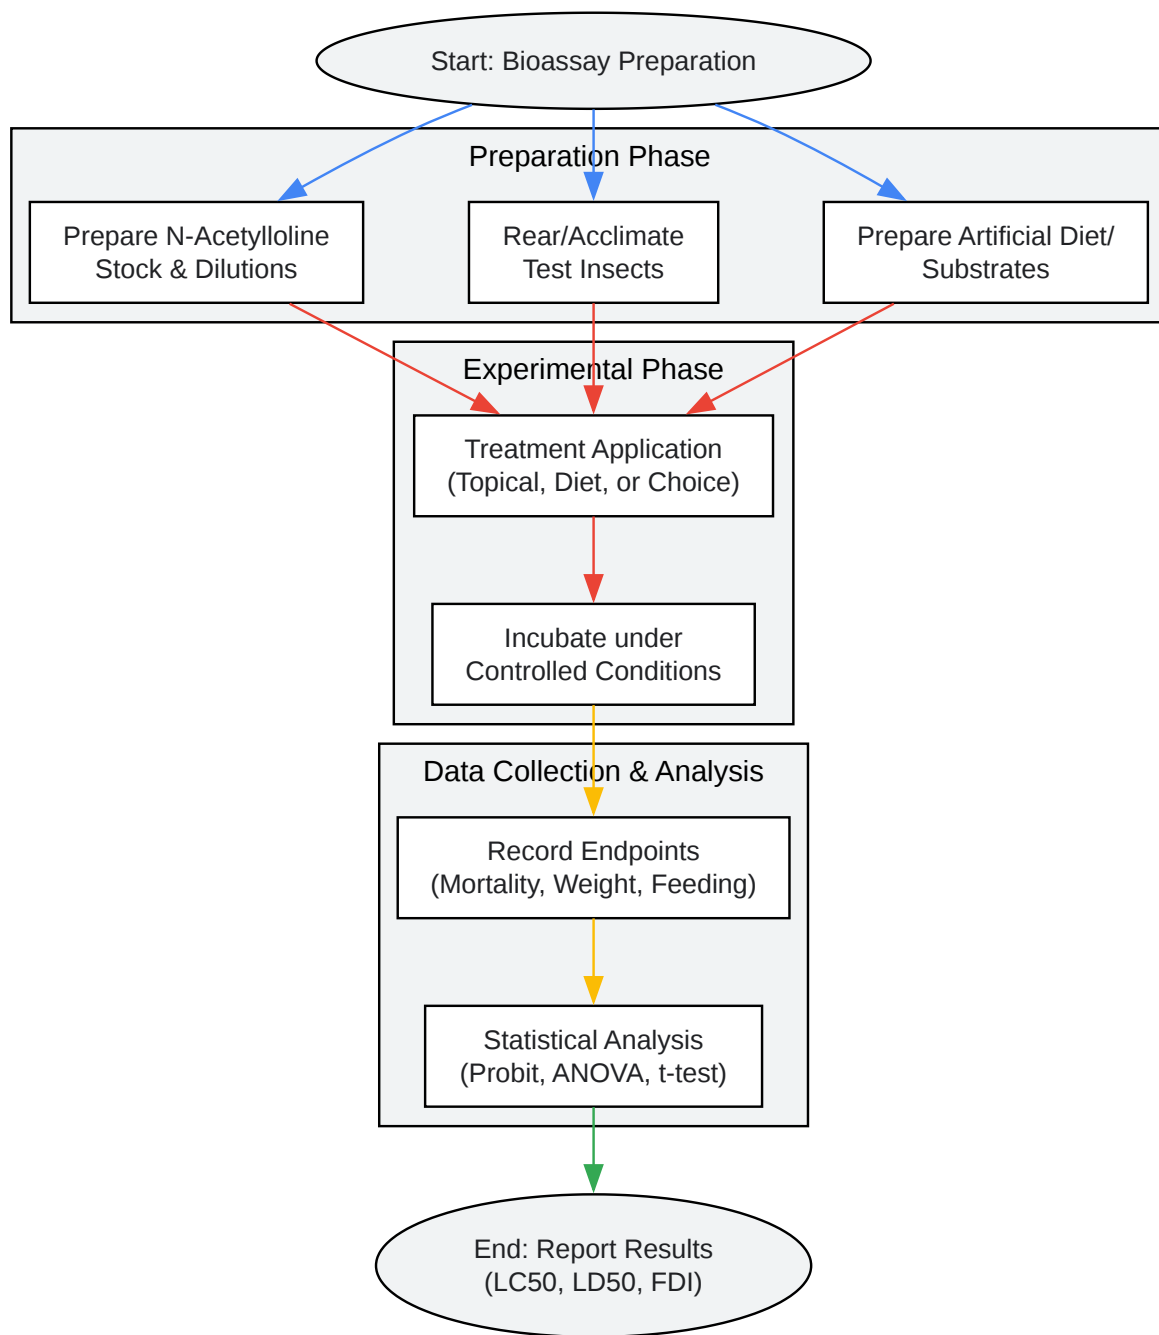 Start: Bioassay Preparation
Preparation Phase
Prepare N-Acetylloline
Stock & Dilutions
Rear/Acclimate
Test Insects
Prepare Artificial Diet/
Substrates
Experimental Phase
Treatment Application
(Topical, Diet, or Choice)
Incubate under
Controlled Conditions
Data Collection & Analysis
Record Endpoints
(Mortality, Weight, Feeding)
Statistical Analysis
(Probit, ANOVA, t-test)
End: Report Results
(LC50, LD50, FDI)